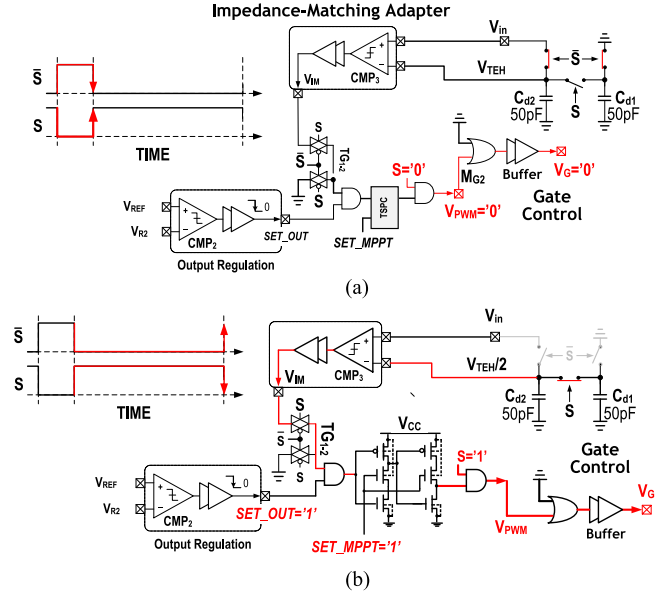 Impedance-Matching Adapter
V_in
S̅
S̅
V_TEH
S
C_d2
50pF
C_d1
50pF
CMP_3
V_IM
S
TIME
S
S̅
S
TG_1-2
S='0'
M_G2
Buffer
V_G='0'
V_PWM='0'
Gate
Control
TSPC
V_REF
V_R2
CMP_2
0
SET_OUT
SET_MPPT
Output Regulation
(a)
S̅
S
TIME
V_in
S̅
V_TEH/2
S
C_d2
50pF
C_d1
50pF
CMP_3
V_IM
S
S̅
S
TG_1-2
V_CC
S='1'
Gate
Control
V_G
V_PWM
Buffer
V_REF
V_R2
CMP_2
0
SET_OUT='1'
SET_MPPT='1'
Output Regulation
(b)